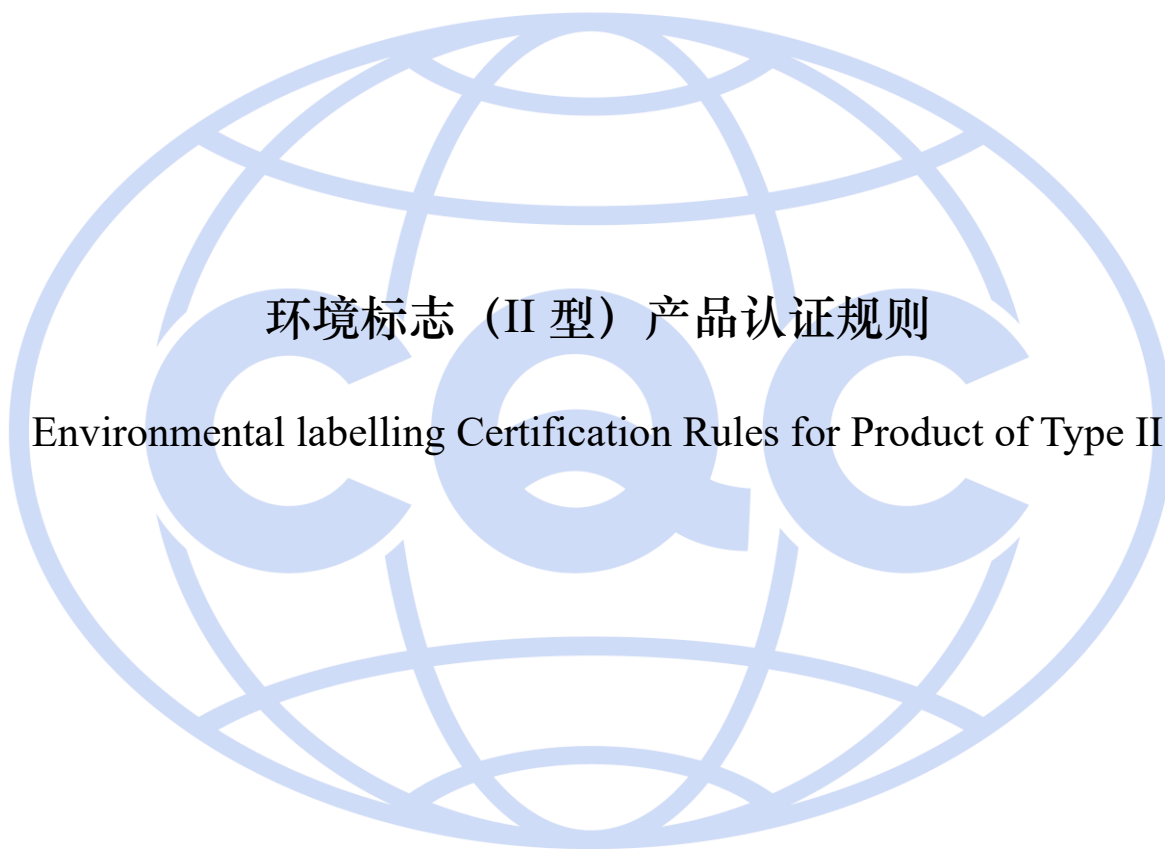 环境标志（II 型）产品认证规则
Environmental labelling Certification Rules for Product of Type II
CQC